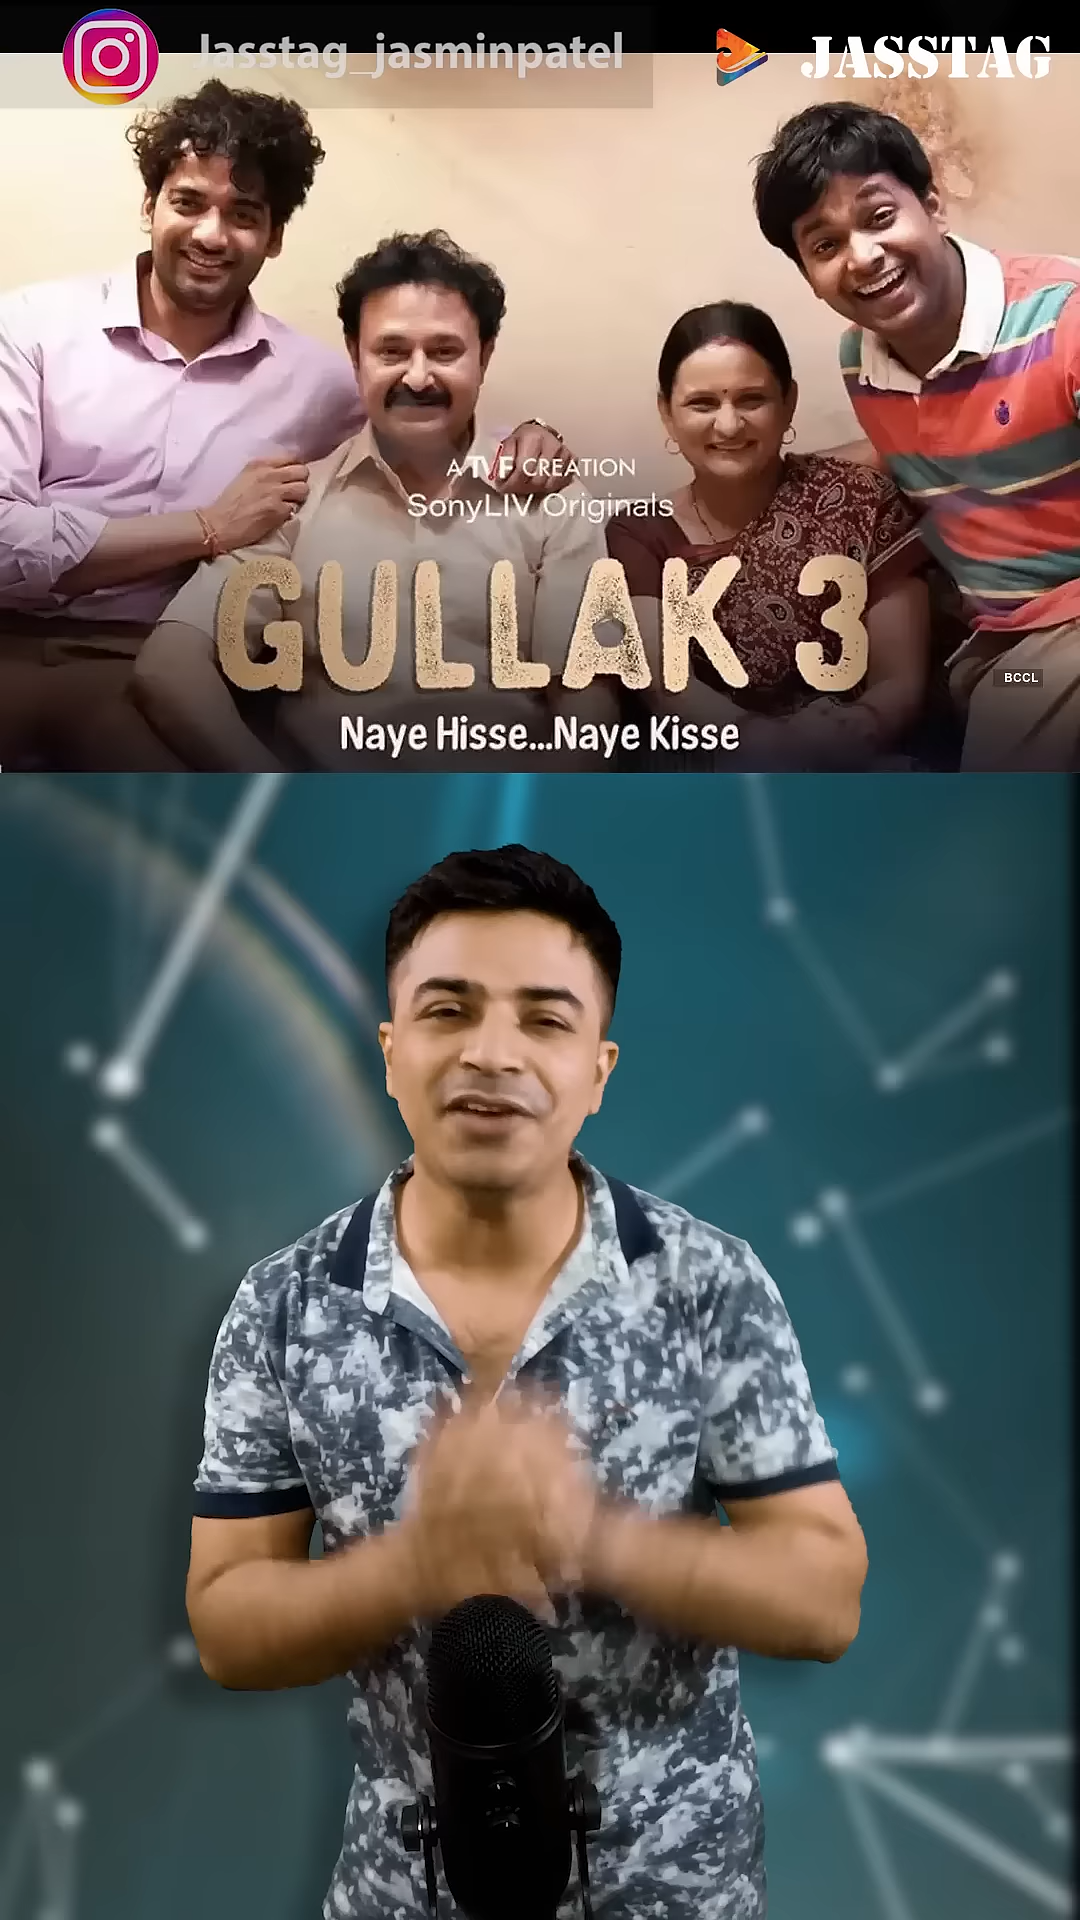 Jasstag_jasminpatel
JASSTAG
A TVF CREATION
SonyLIV Originals
GULLAK 3
BCCL
Naye Hisse...Naye Kisse